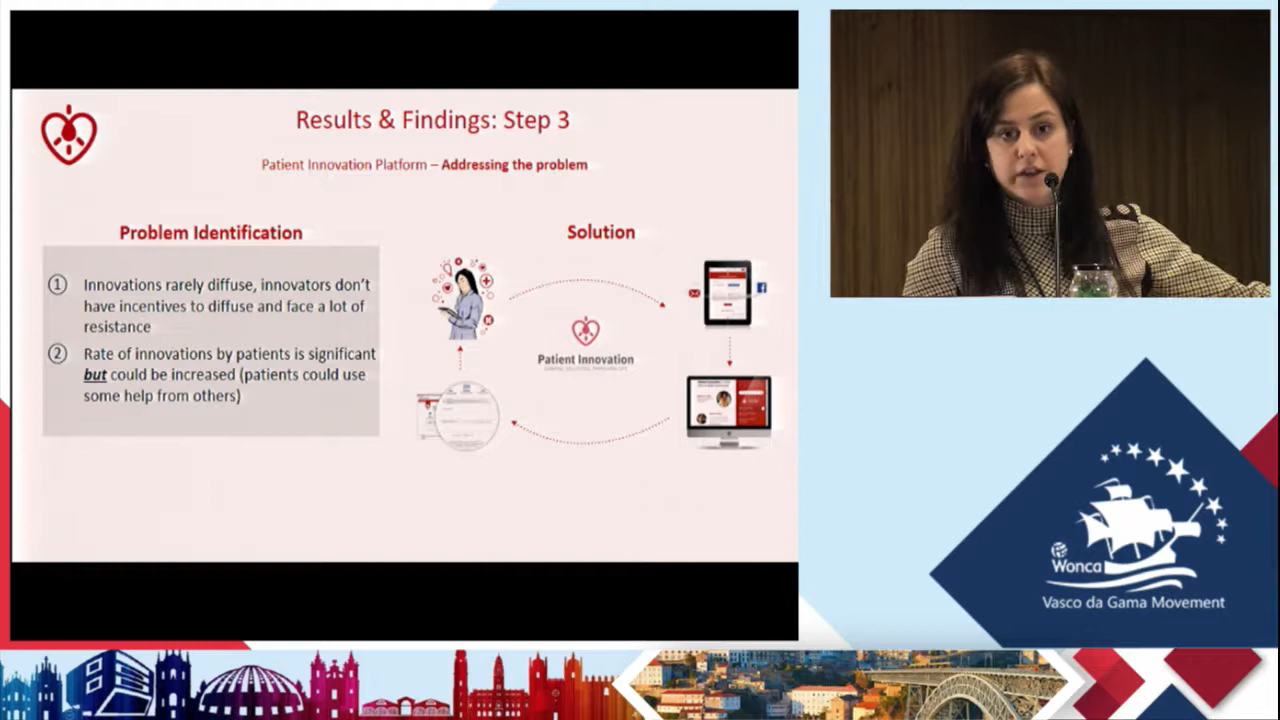 Results & Findings: Step 3
Patient Innovation Platform – Addressing the problem
Problem Identification
1 Innovations rarely diffuse, innovators don't
have incentives to diffuse and face a lot of
resistance
2 Rate of innovations by patients is significant
but could be increased (patients could use
some help from others)
Solution
Patient Innovation
Wonca
Vasco da Gama Movement